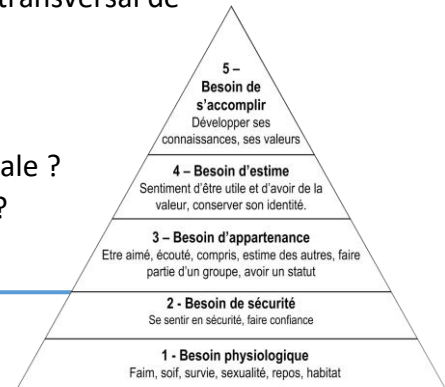 transversal de
ale ?
?
5 –
Besoin de
s'accomplir
Développer ses
connaissances, ses valeurs
4 – Besoin d'estime
Sentiment d'être utile et d'avoir de la
valeur, conserver son identité.
3 – Besoin d'appartenance
Etre aimé, écouté, compris, estime des autres, faire
partie d'un groupe, avoir un statut
2 - Besoin de sécurité
Se sentir en sécurité, faire confiance
1 - Besoin physiologique
Faim, soif, survie, sexualité, repos, habitat